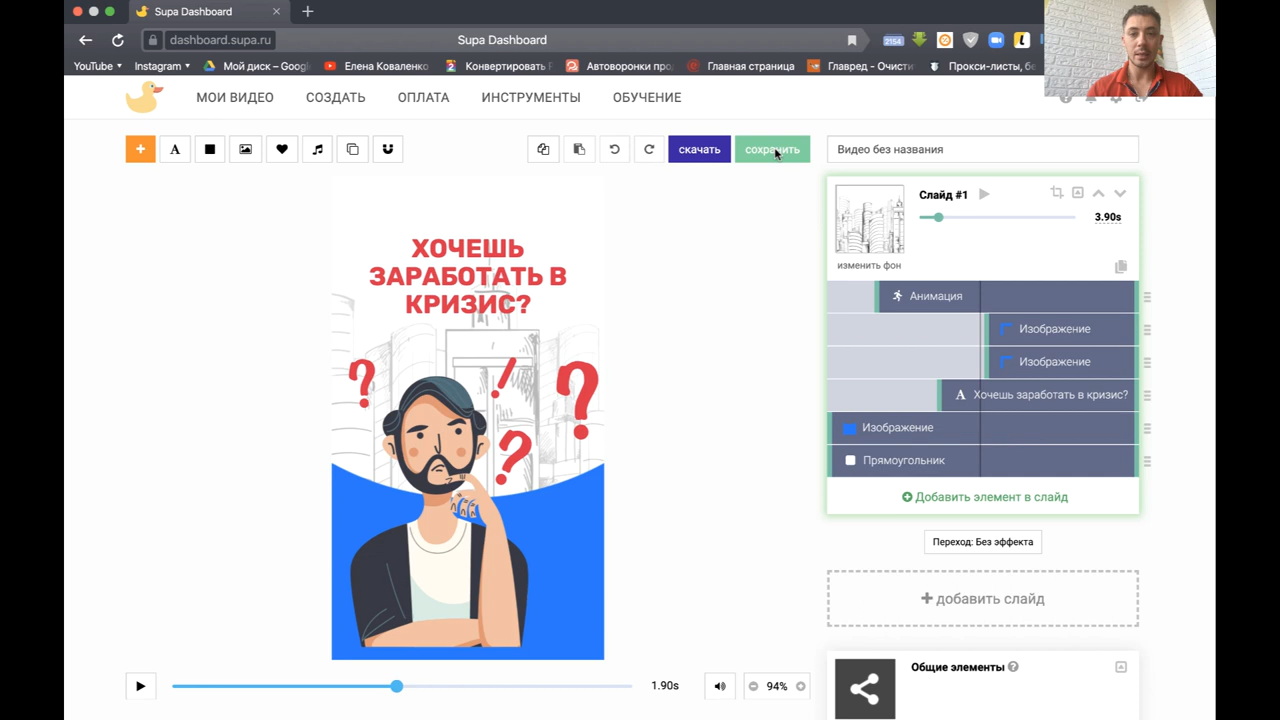 Supa Dashboard
dashboard.supa.ru
Supa Dashboard
2154
YouTube
Instagram
Мой диск – Googl
Елена Коваленко
Конвертировать F
Автоворонки про
Главная страница
Главред - Очисти
Прокси-листы, бе
МОИ ВИДЕО
СОЗДАТЬ
ОПЛАТА
ИНСТРУМЕНТЫ
ОБУЧЕНИЕ
A
скачать
сохранить
Видео без названия
Слайд #1
3.90s
изменить фон
ХОЧЕШЬ
ЗАРАБОТАТЬ В
КРИЗИС?
Анимация
Изображение
Изображение
A Хочешь заработать в кризис?
Изображение
Прямоугольник
Добавить элемент в слайд
Переход: Без эффекта
добавить слайд
Общие элементы
1.90s
94%